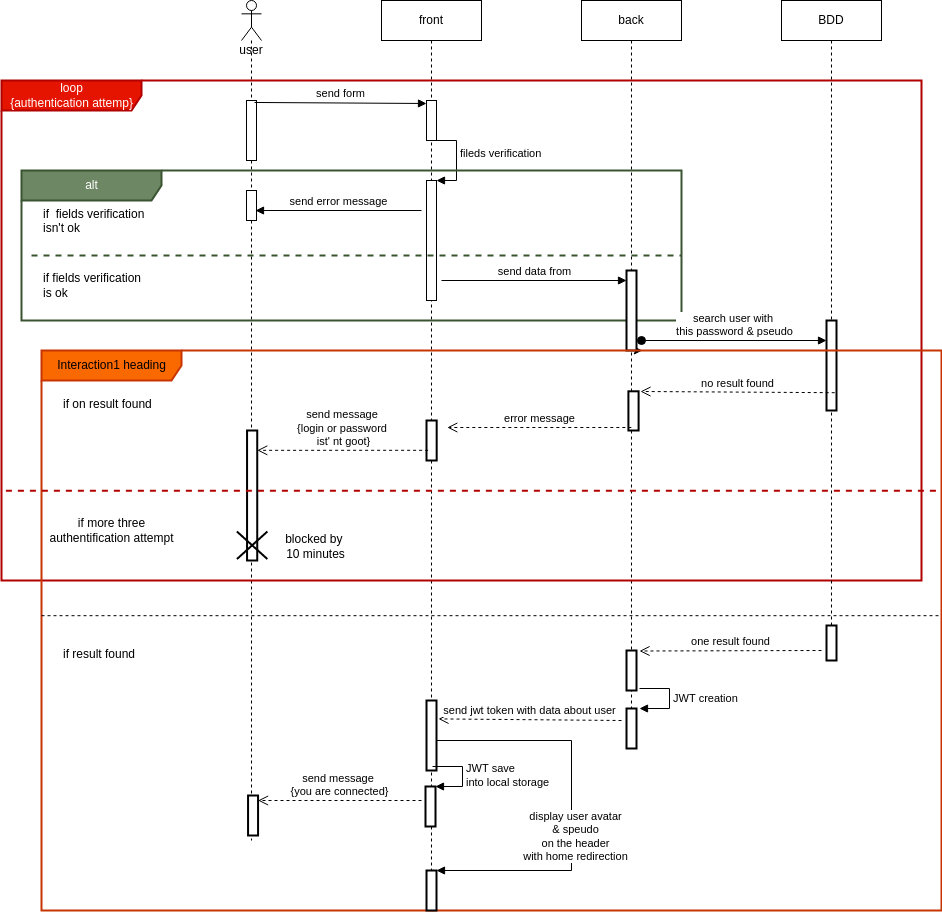 user
front
back
BDD
loop
{authentication attemp}
send form
fileds verification
alt
send error message
if  fields verification
isn't ok
if fields verification
is ok
send data from
search user with
this password & pseudo
Interaction1 heading
no result found
if on result found
send message
{login or password
ist' nt goot}
error message
if more three
authentification attempt
blocked by
10 minutes
one result found
if result found
JWT creation
send jwt token with data about user
JWT save
into local storage
send message
{you are connected}
display user avatar
& speudo
on the header
with home redirection